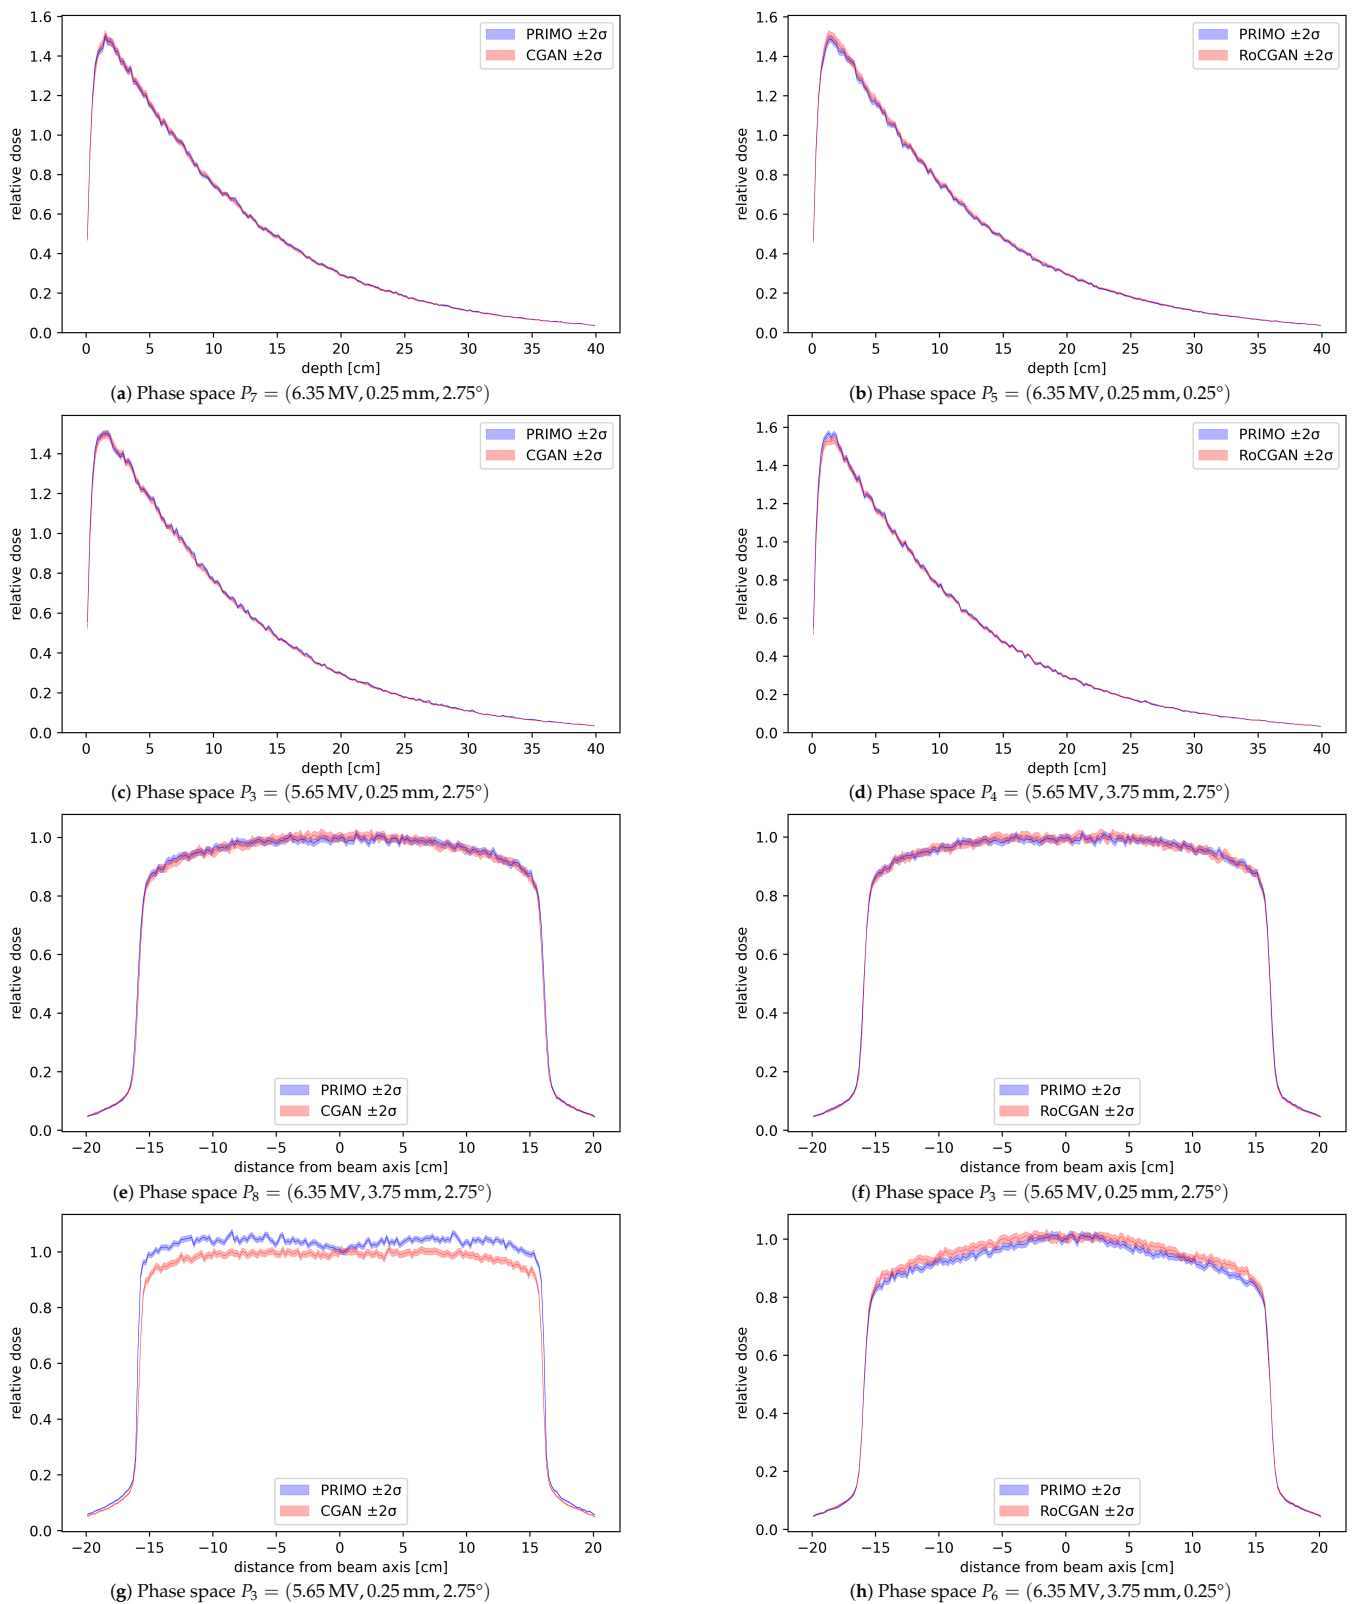 1.6
1.4
1.2
1.0
0.8
0.6
0.4
0.2
0.0
relative dose
PRIMO ±2σ
CGAN ±2σ
0 5 10 15 20 25 30 35 40
depth [cm]
(a) Phase space P7 = (6.35 MV, 0.25 mm, 2.75°)
1.6
1.4
1.2
1.0
0.8
0.6
0.4
0.2
0.0
relative dose
PRIMO ±2σ
RoCGAN ±2σ
0 5 10 15 20 25 30 35 40
depth [cm]
(b) Phase space P5 = (6.35 MV, 0.25 mm, 0.25°)
1.4
1.2
1.0
0.8
0.6
0.4
0.2
0.0
relative dose
PRIMO ±2σ
CGAN ±2σ
0 5 10 15 20 25 30 35 40
depth [cm]
(c) Phase space P3 = (5.65 MV, 0.25 mm, 2.75°)
1.6
1.4
1.2
1.0
0.8
0.6
0.4
0.2
0.0
relative dose
PRIMO ±2σ
RoCGAN ±2σ
0 5 10 15 20 25 30 35 40
depth [cm]
(d) Phase space P4 = (5.65 MV, 3.75 mm, 2.75°)
1.0
0.8
0.6
0.4
0.2
0.0
relative dose
PRIMO ±2σ
CGAN ±2σ
−20 −15 −10 −5 0 5 10 15 20
distance from beam axis [cm]
(e) Phase space P8 = (6.35 MV, 3.75 mm, 2.75°)
1.0
0.8
0.6
0.4
0.2
0.0
relative dose
PRIMO ±2σ
RoCGAN ±2σ
−20 −15 −10 −5 0 5 10 15 20
distance from beam axis [cm]
(f) Phase space P3 = (5.65 MV, 0.25 mm, 2.75°)
1.0
0.8
0.6
0.4
0.2
0.0
relative dose
PRIMO ±2σ
CGAN ±2σ
−20 −15 −10 −5 0 5 10 15 20
distance from beam axis [cm]
(g) Phase space P3 = (5.65 MV, 0.25 mm, 2.75°)
1.0
0.8
0.6
0.4
0.2
0.0
relative dose
PRIMO ±2σ
RoCGAN ±2σ
−20 −15 −10 −5 0 5 10 15 20
distance from beam axis [cm]
(h) Phase space P6 = (6.35 MV, 3.75 mm, 0.25°)